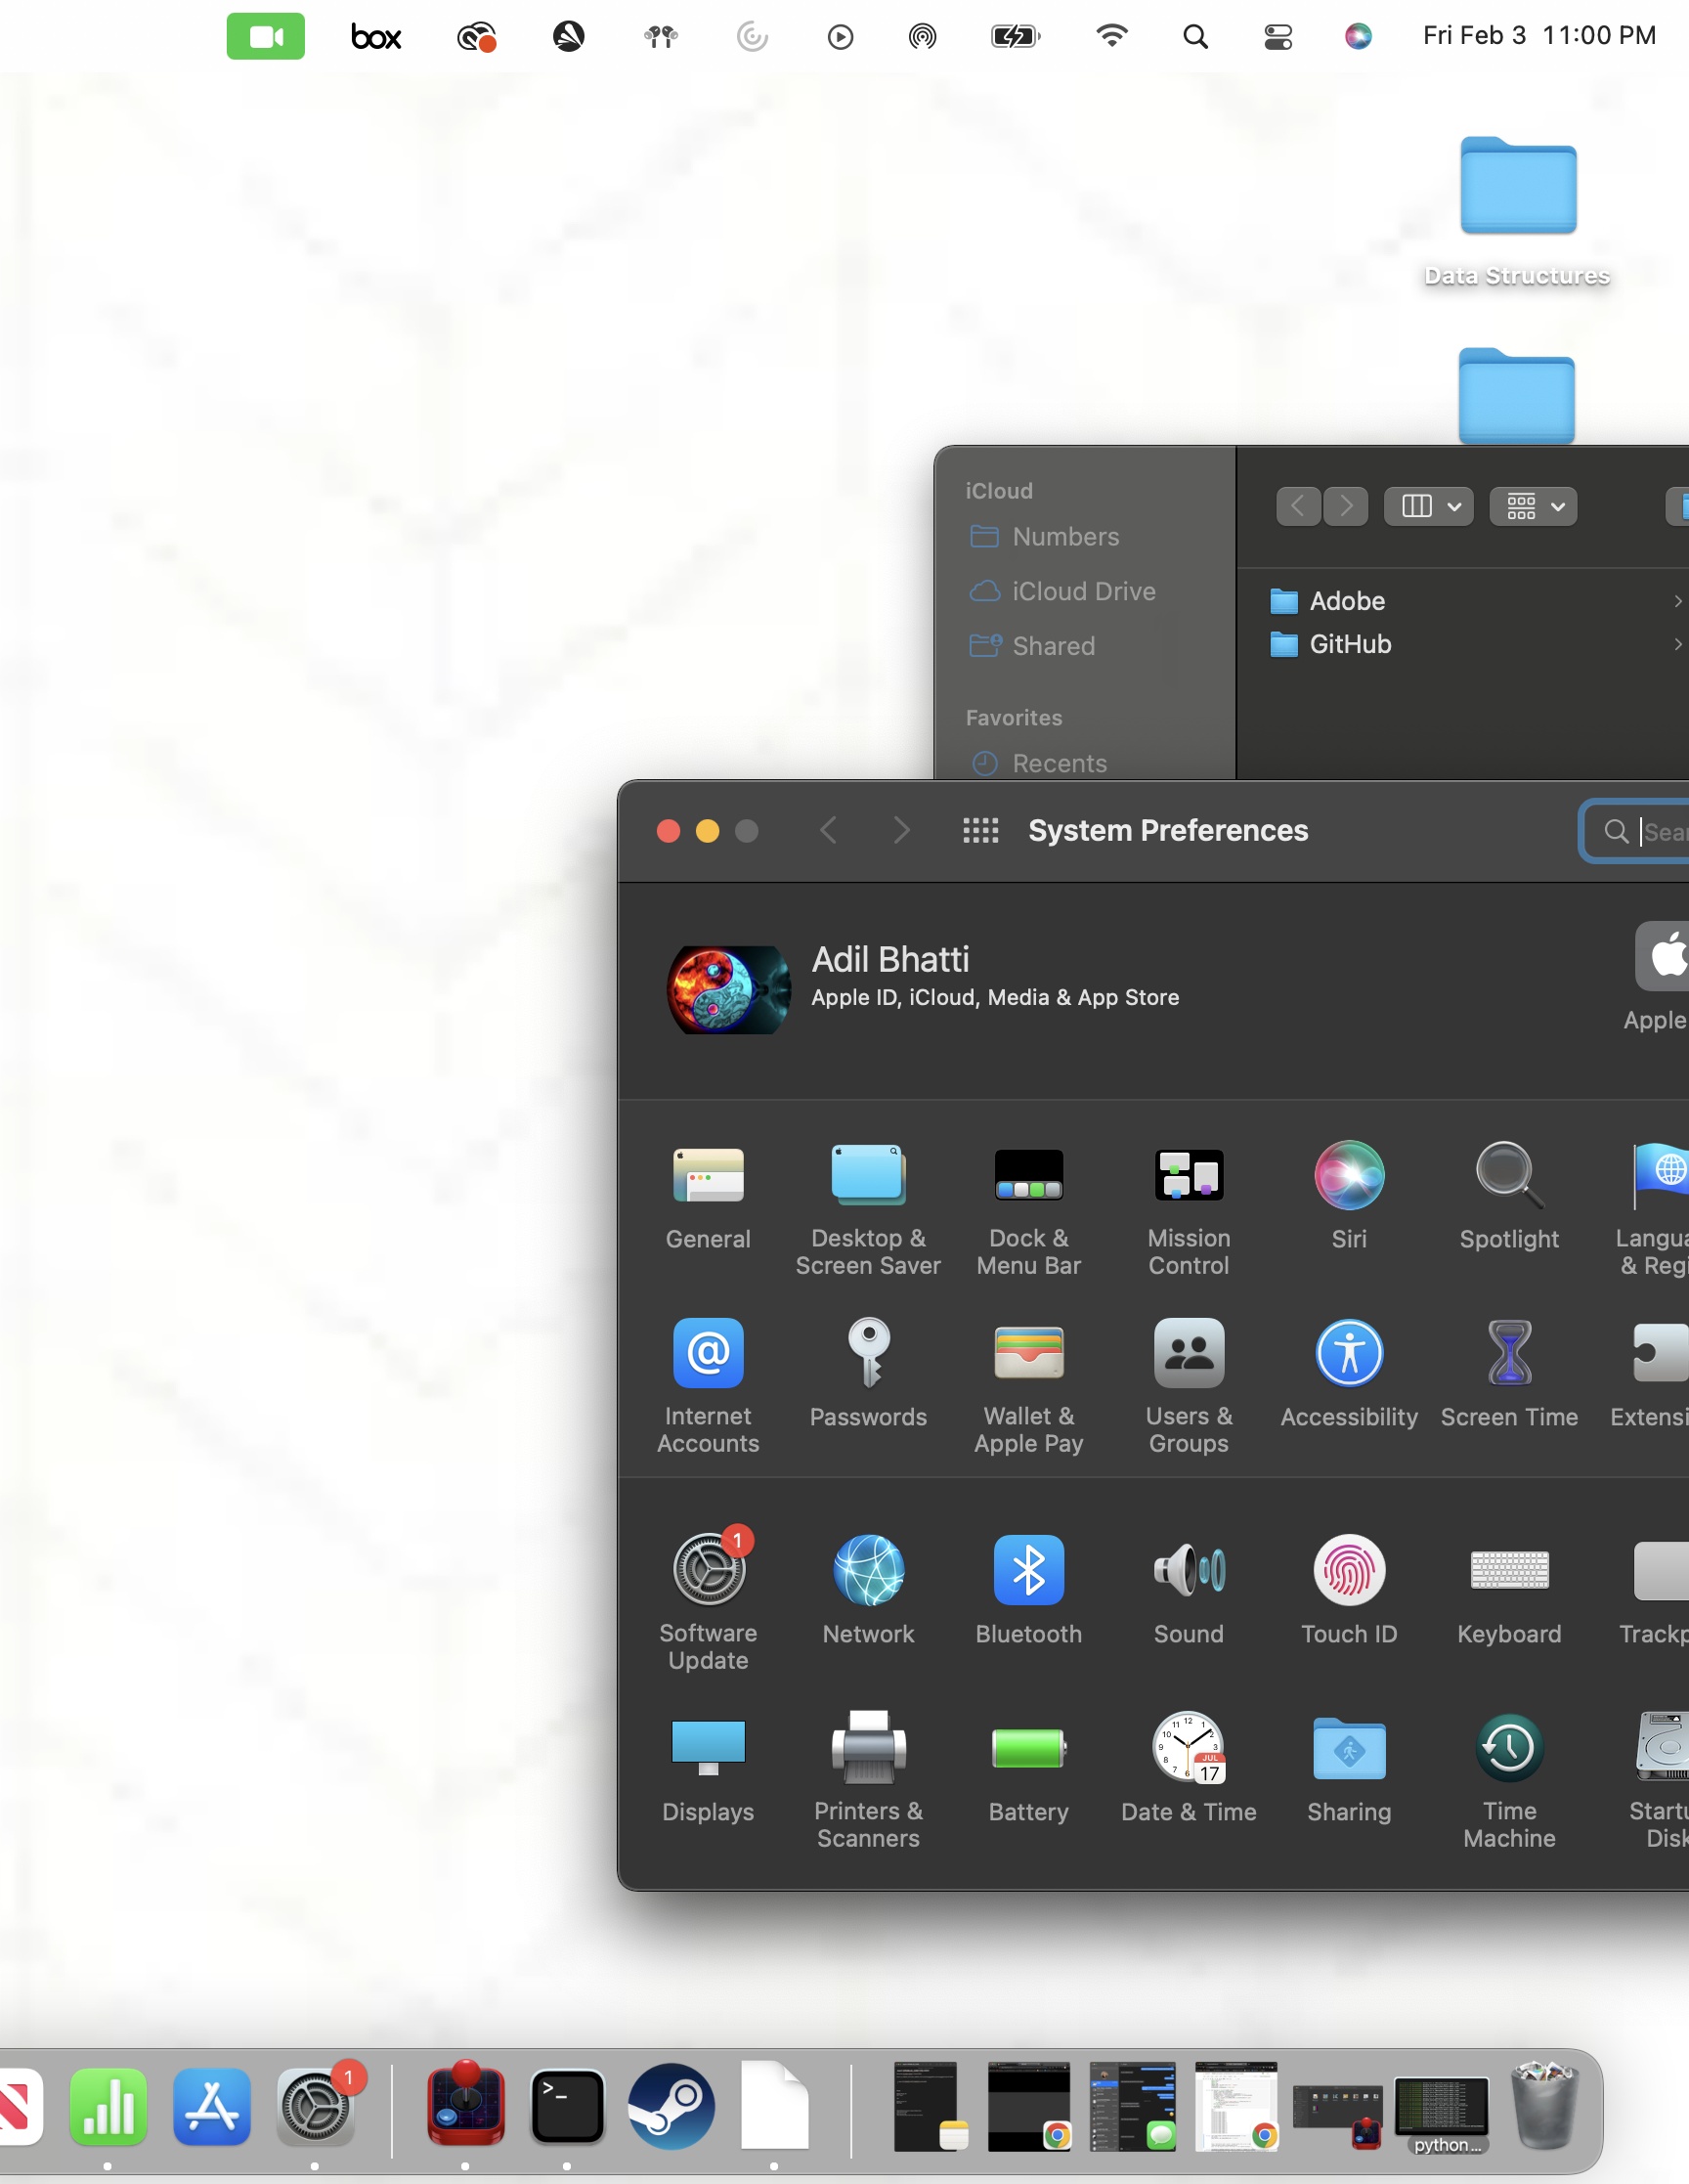 box
Fri Feb 3 11:00 PM
Data Structures
iCloud
Numbers
iCloud Drive
Shared
Favorites
Recents
Adobe
GitHub
System Preferences
Sear
Adil Bhatti
Apple ID, iCloud, Media & App Store
Apple
General
Desktop &
Screen Saver
Dock &
Menu Bar
Mission
Control
Siri
Spotlight
Langua
& Regi
Internet
Accounts
Passwords
Wallet &
Apple Pay
Users &
Groups
Accessibility
Screen Time
Extensi
1
Software
Update
Network
Bluetooth
Sound
Touch ID
Keyboard
Trackp
JUL
17
Displays
Printers &
Scanners
Battery
Date & Time
Sharing
Time
Machine
Startu
Disk
1
>_
python...